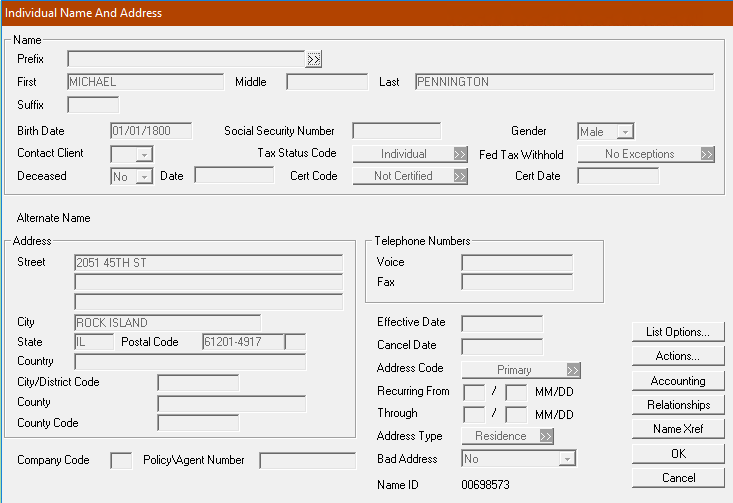 Individual Name And Address
Name
Prefix >>
First MICHAEL Middle Last PENNINGTON
Suffix
Birth Date 01/01/1800 Social Security Number Gender Male
Contact Client Tax Status Code Individual >> Fed Tax Withhold No Exceptions >>
Deceased No Date Cert Code Not Certified >> Cert Date
Alternate Name
Address
Street 2051 45TH ST
City ROCK ISLAND
State IL Postal Code 61201-4917
Country
City/District Code
County
County Code
Telephone Numbers
Voice
Fax
Effective Date
Cancel Date
Address Code Primary >>
Recurring From / MM/DD
Through / MM/DD
Address Type Residence >>
Bad Address No
Name ID 00698573
List Options...
Actions...
Accounting
Relationships
Name Xref
OK
Cancel
Company Code Policy\Agent Number